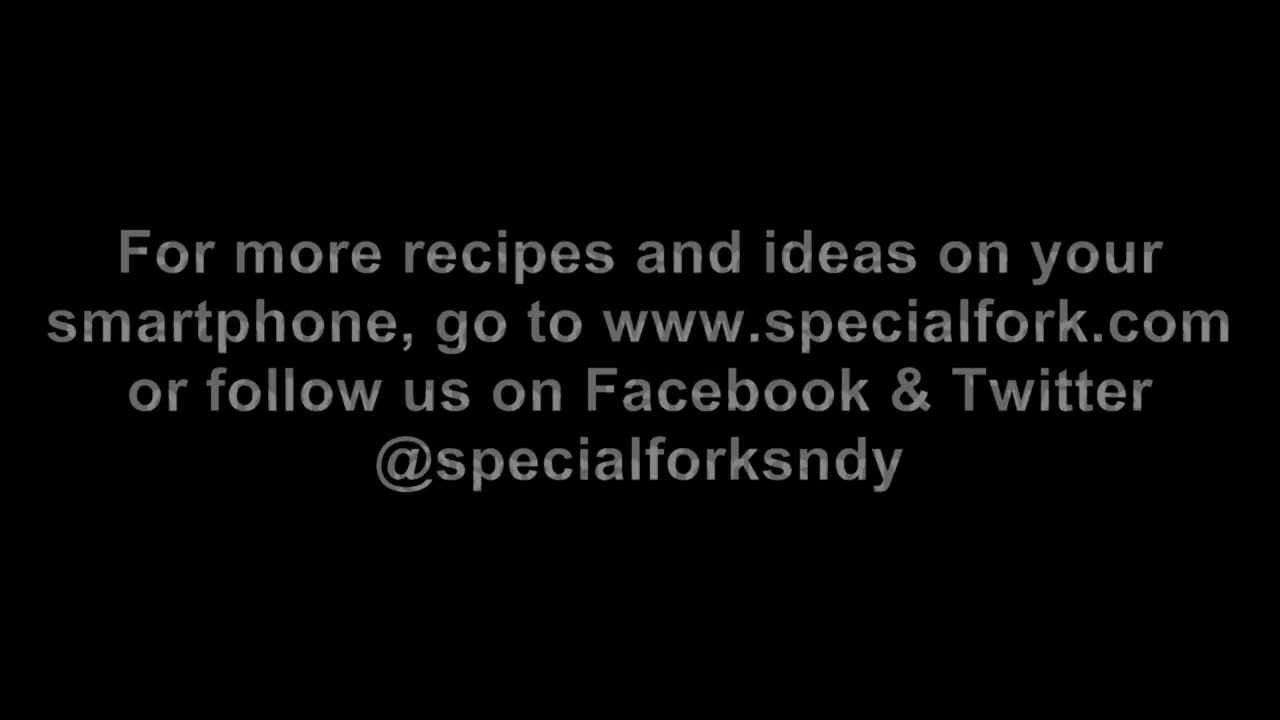 For more recipes and ideas on your
smartphone, go to www.specialfork.com
or follow us on Facebook & Twitter
@specialforksndy